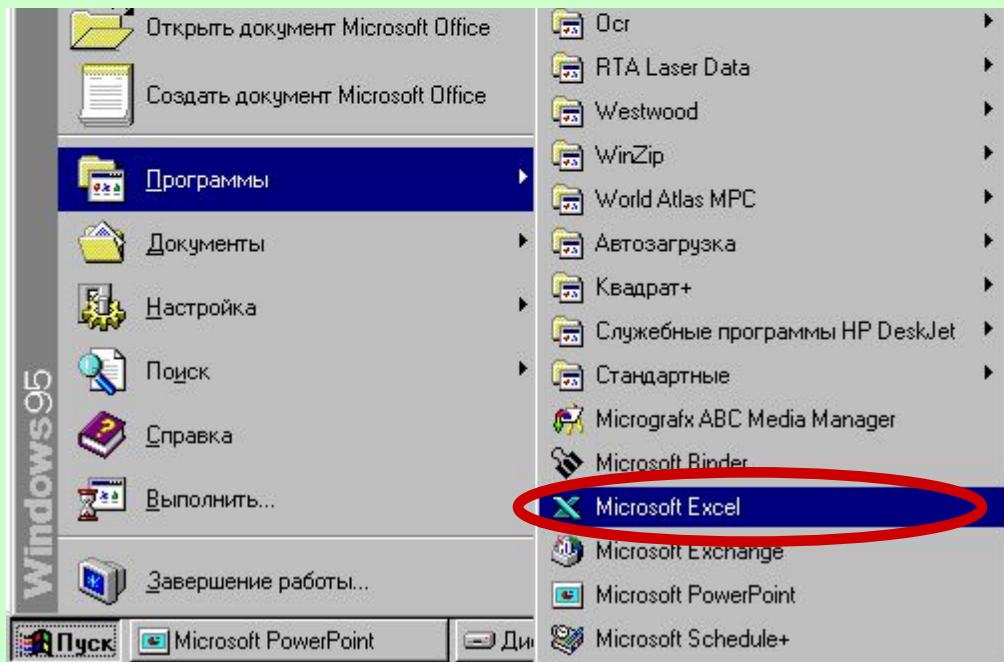 Открыть документ Microsoft Office
Создать документ Microsoft Office
Программы
Документы
Настройка
Поиск
Справка
Выполнить...
Завершение работы...
Windows95
Ocr
RTA Laser Data
Westwood
WinZip
World Atlas MPC
Автозагрузка
Квадрат+
Служебные программы HP DeskJet
Стандартные
Micrografx ABC Media Manager
Microsoft Binder
Microsoft Excel
Microsoft Exchange
Microsoft PowerPoint
Microsoft Schedule+
Пуск
Microsoft PowerPoint